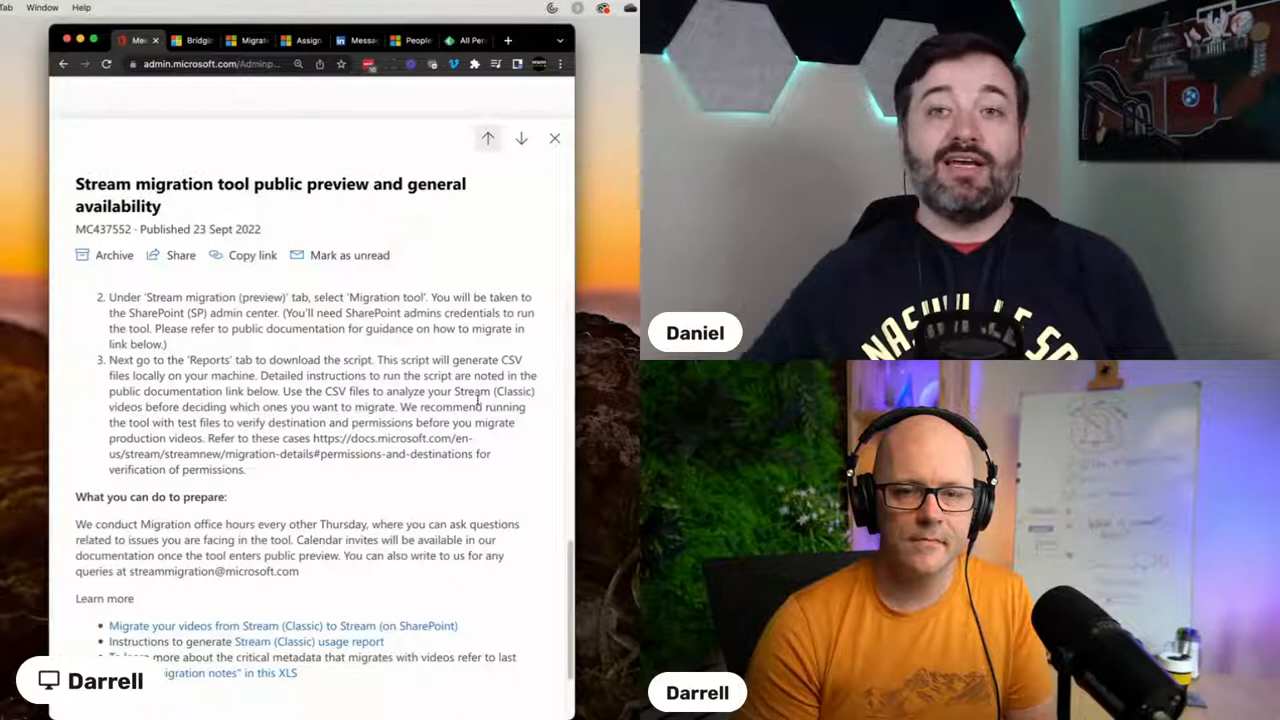 Tab Window Help
Bridgin
Migrat
Assign
Messa
People
All Per
admin.microsoft.com/Adminp...
Stream migration tool public preview and general
availability
MC437552 · Published 23 Sept 2022
Archive Share Copy link Mark as unread
2. Under 'Stream migration (preview)' tab, select 'Migration tool'. You will be taken to
the SharePoint (SP) admin center. (You'll need SharePoint admins credentials to run
the tool. Please refer to public documentation for guidance on how to migrate in
link below.)
3. Next go to the 'Reports' tab to download the script. This script will generate CSV
files locally on your machine. Detailed instructions to run the script are noted in the
public documentation link below. Use the CSV files to analyze your Stream (Classic)
videos before deciding which ones you want to migrate. We recommend running
the tool with test files to verify destination and permissions before you migrate
production videos. Refer to these cases https://docs.microsoft.com/en-
us/stream/streamnew/migration-details#permissions-and-destinations for
verification of permissions.
What you can do to prepare:
We conduct Migration office hours every other Thursday, where you can ask questions
related to issues you are facing in the tool. Calendar invites will be available in our
documentation once the tool enters public preview. You can also write to us for any
queries at streammigration@microsoft.com
Learn more
• Migrate your videos from Stream (Classic) to Stream (on SharePoint)
• Instructions to generate Stream (Classic) usage report
• To learn more about the critical metadata that migrates with videos refer to last
igration notes" in this XLS
Darrell
Daniel
NASHVILLE SC
Darrell